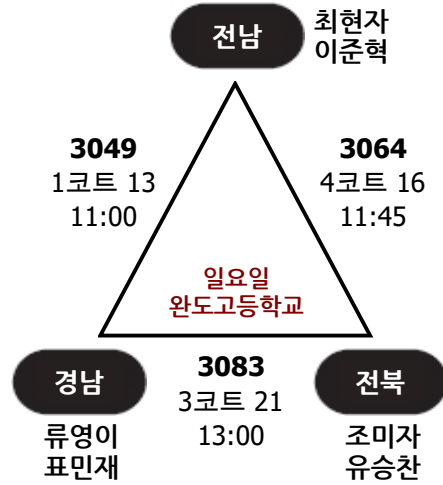 전남
최현자
이준혁
3049
1코트 13
11:00
3064
4코트 16
11:45
일요일
완도고등학교
경남
류영이
표민재
3083
3코트 21
13:00
전북
조미자
유승찬